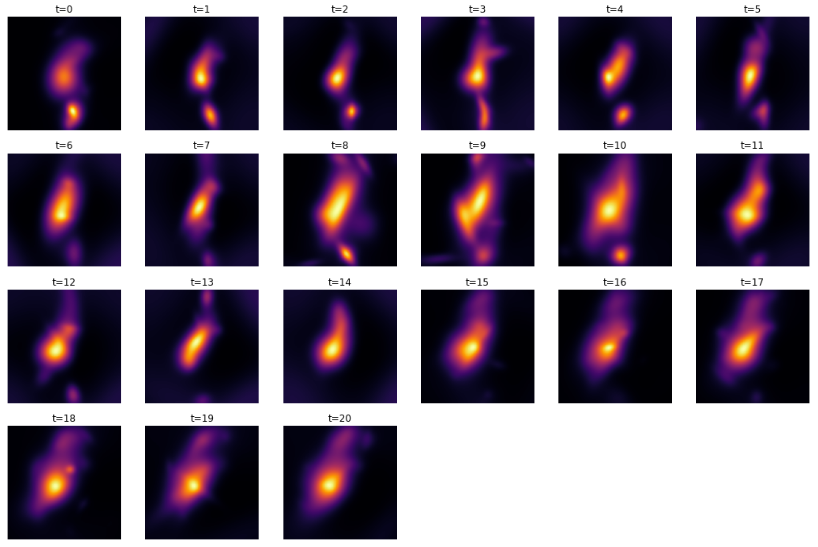 t=0 t=1 t=2 t=3 t=4 t=5
t=6 t=7 t=8 t=9 t=10 t=11
t=12 t=13 t=14 t=15 t=16 t=17
t=18 t=19 t=20